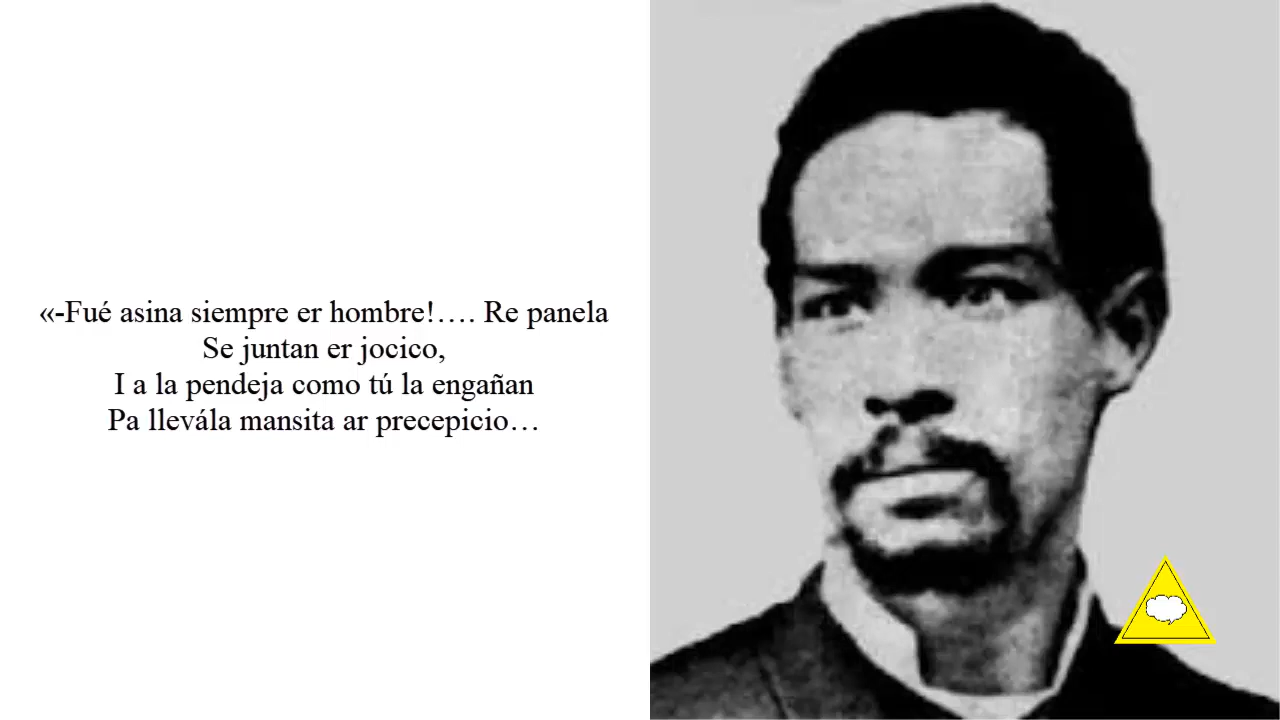 «-Fué asina siempre er hombre!…. Re panela
Se juntan er jocico,
I a la pendeja como tú la engañan
Pa llevála mansita ar precepicio…